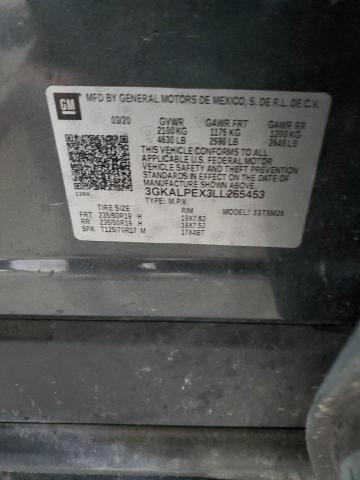 GM
MFD BY GENERAL MOTORS DE MEXICO, S. DE R.L. DE C.V.
03/20 GVWR GAWR FRT GAWR RR
2100 KG 1175 KG 1200 KG
4630 LB 2590 LB 2645 LB
THIS VEHICLE CONFORMS TO ALL
APPLICABLE U.S. FEDERAL MOTOR
VEHICLE SAFETY AND THEFT
PREVENTION STANDARDS IN EFFECT
ON THE DATE OF MANUFACTURE
SHOWN ABOVE.
3GKALPEX3LL265453
TYPE: M.P.V.
TIRE SIZE RIM MODEL: S3TXM26
FRT 235/50R19 H 19X7.5J
RR 235/50R19 H 19X7.5J
SPA T125/70R17 M 17X4BT